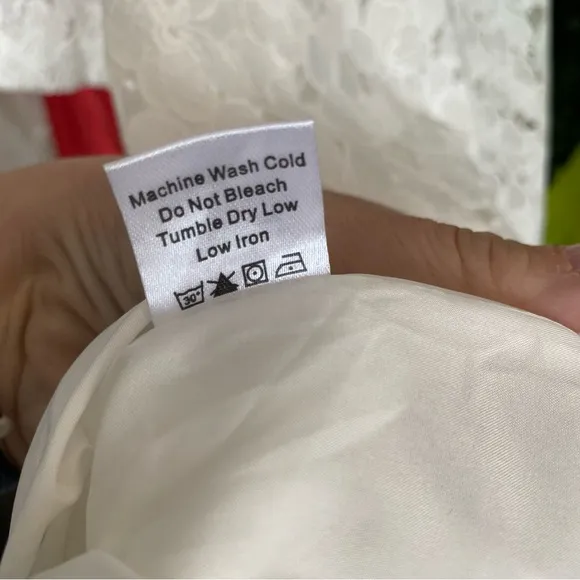 Machine Wash Cold
Do Not Bleach
Tumble Dry Low
Low Iron
30°